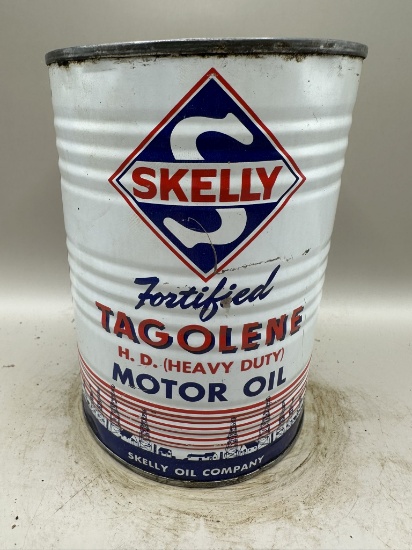 S
SKELLY
Fortified
TAGOLENE
H. D. (HEAVY DUTY)
MOTOR OIL
SKELLY OIL COMPANY